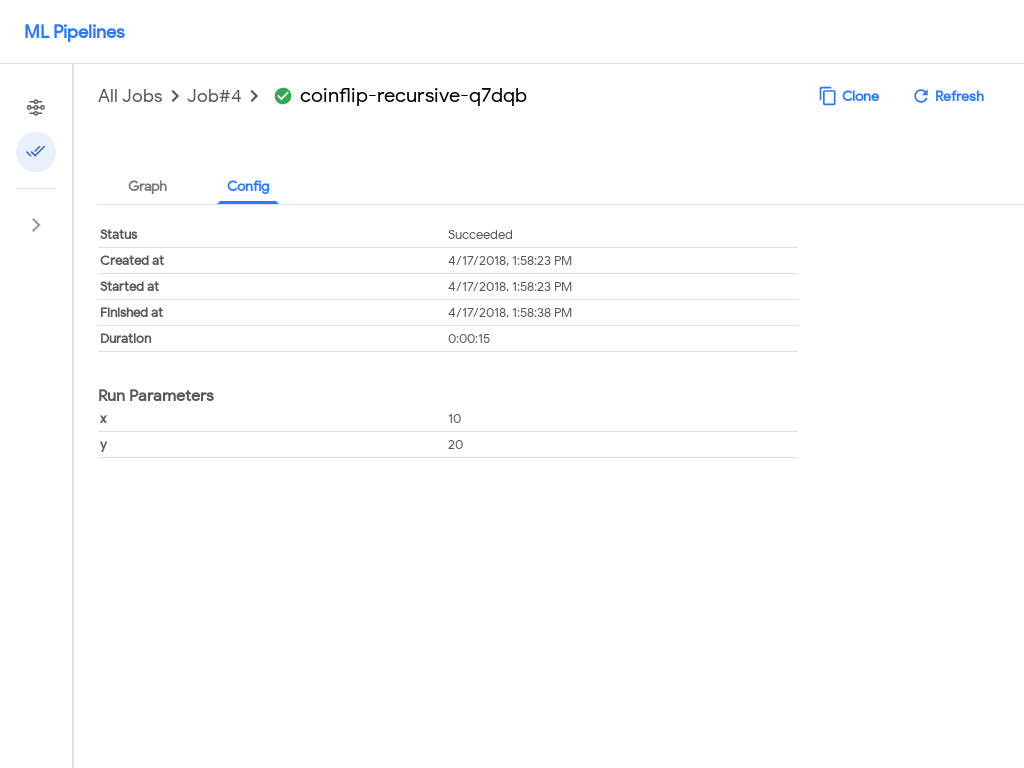 ML Pipelines
All Jobs Job#4 coinflip-recursive-q7dqb Clone Refresh
Graph Config
Status Succeeded
Created at 4/17/2018, 1:58:23 PM
Started at 4/17/2018, 1:58:23 PM
Finished at 4/17/2018, 1:58:38 PM
Duration 0:00:15
Run Parameters
x 10
y 20